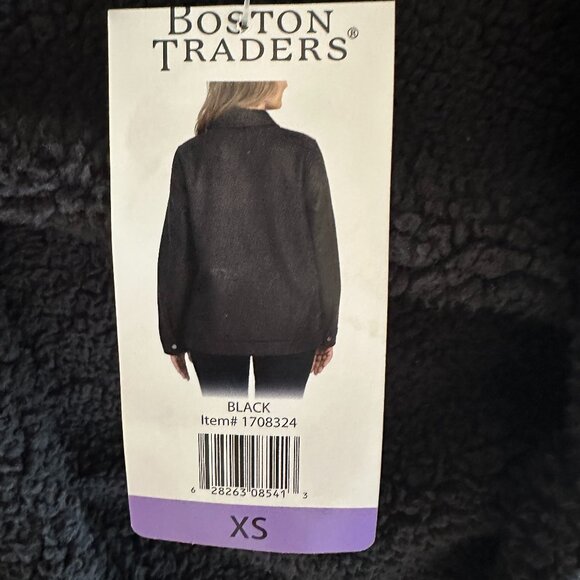 BOSTON
TRADERS®
BLACK
Item# 1708324
6 28263 08541 3
XS